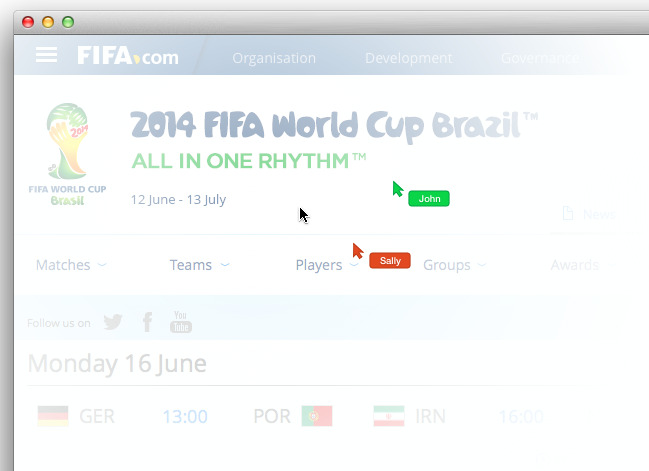 FIFA.com Organisation Development Governance
2014
2014 FIFA World Cup Brazil™
ALL IN ONE RHYTHM™
FIFA WORLD CUP
Brasil
12 June - 13 July
John
News
Sally
Matches Teams Players Groups Awards
Follow us on
You
Tube
Monday 16 June
GER 13:00 POR IRN 16:00